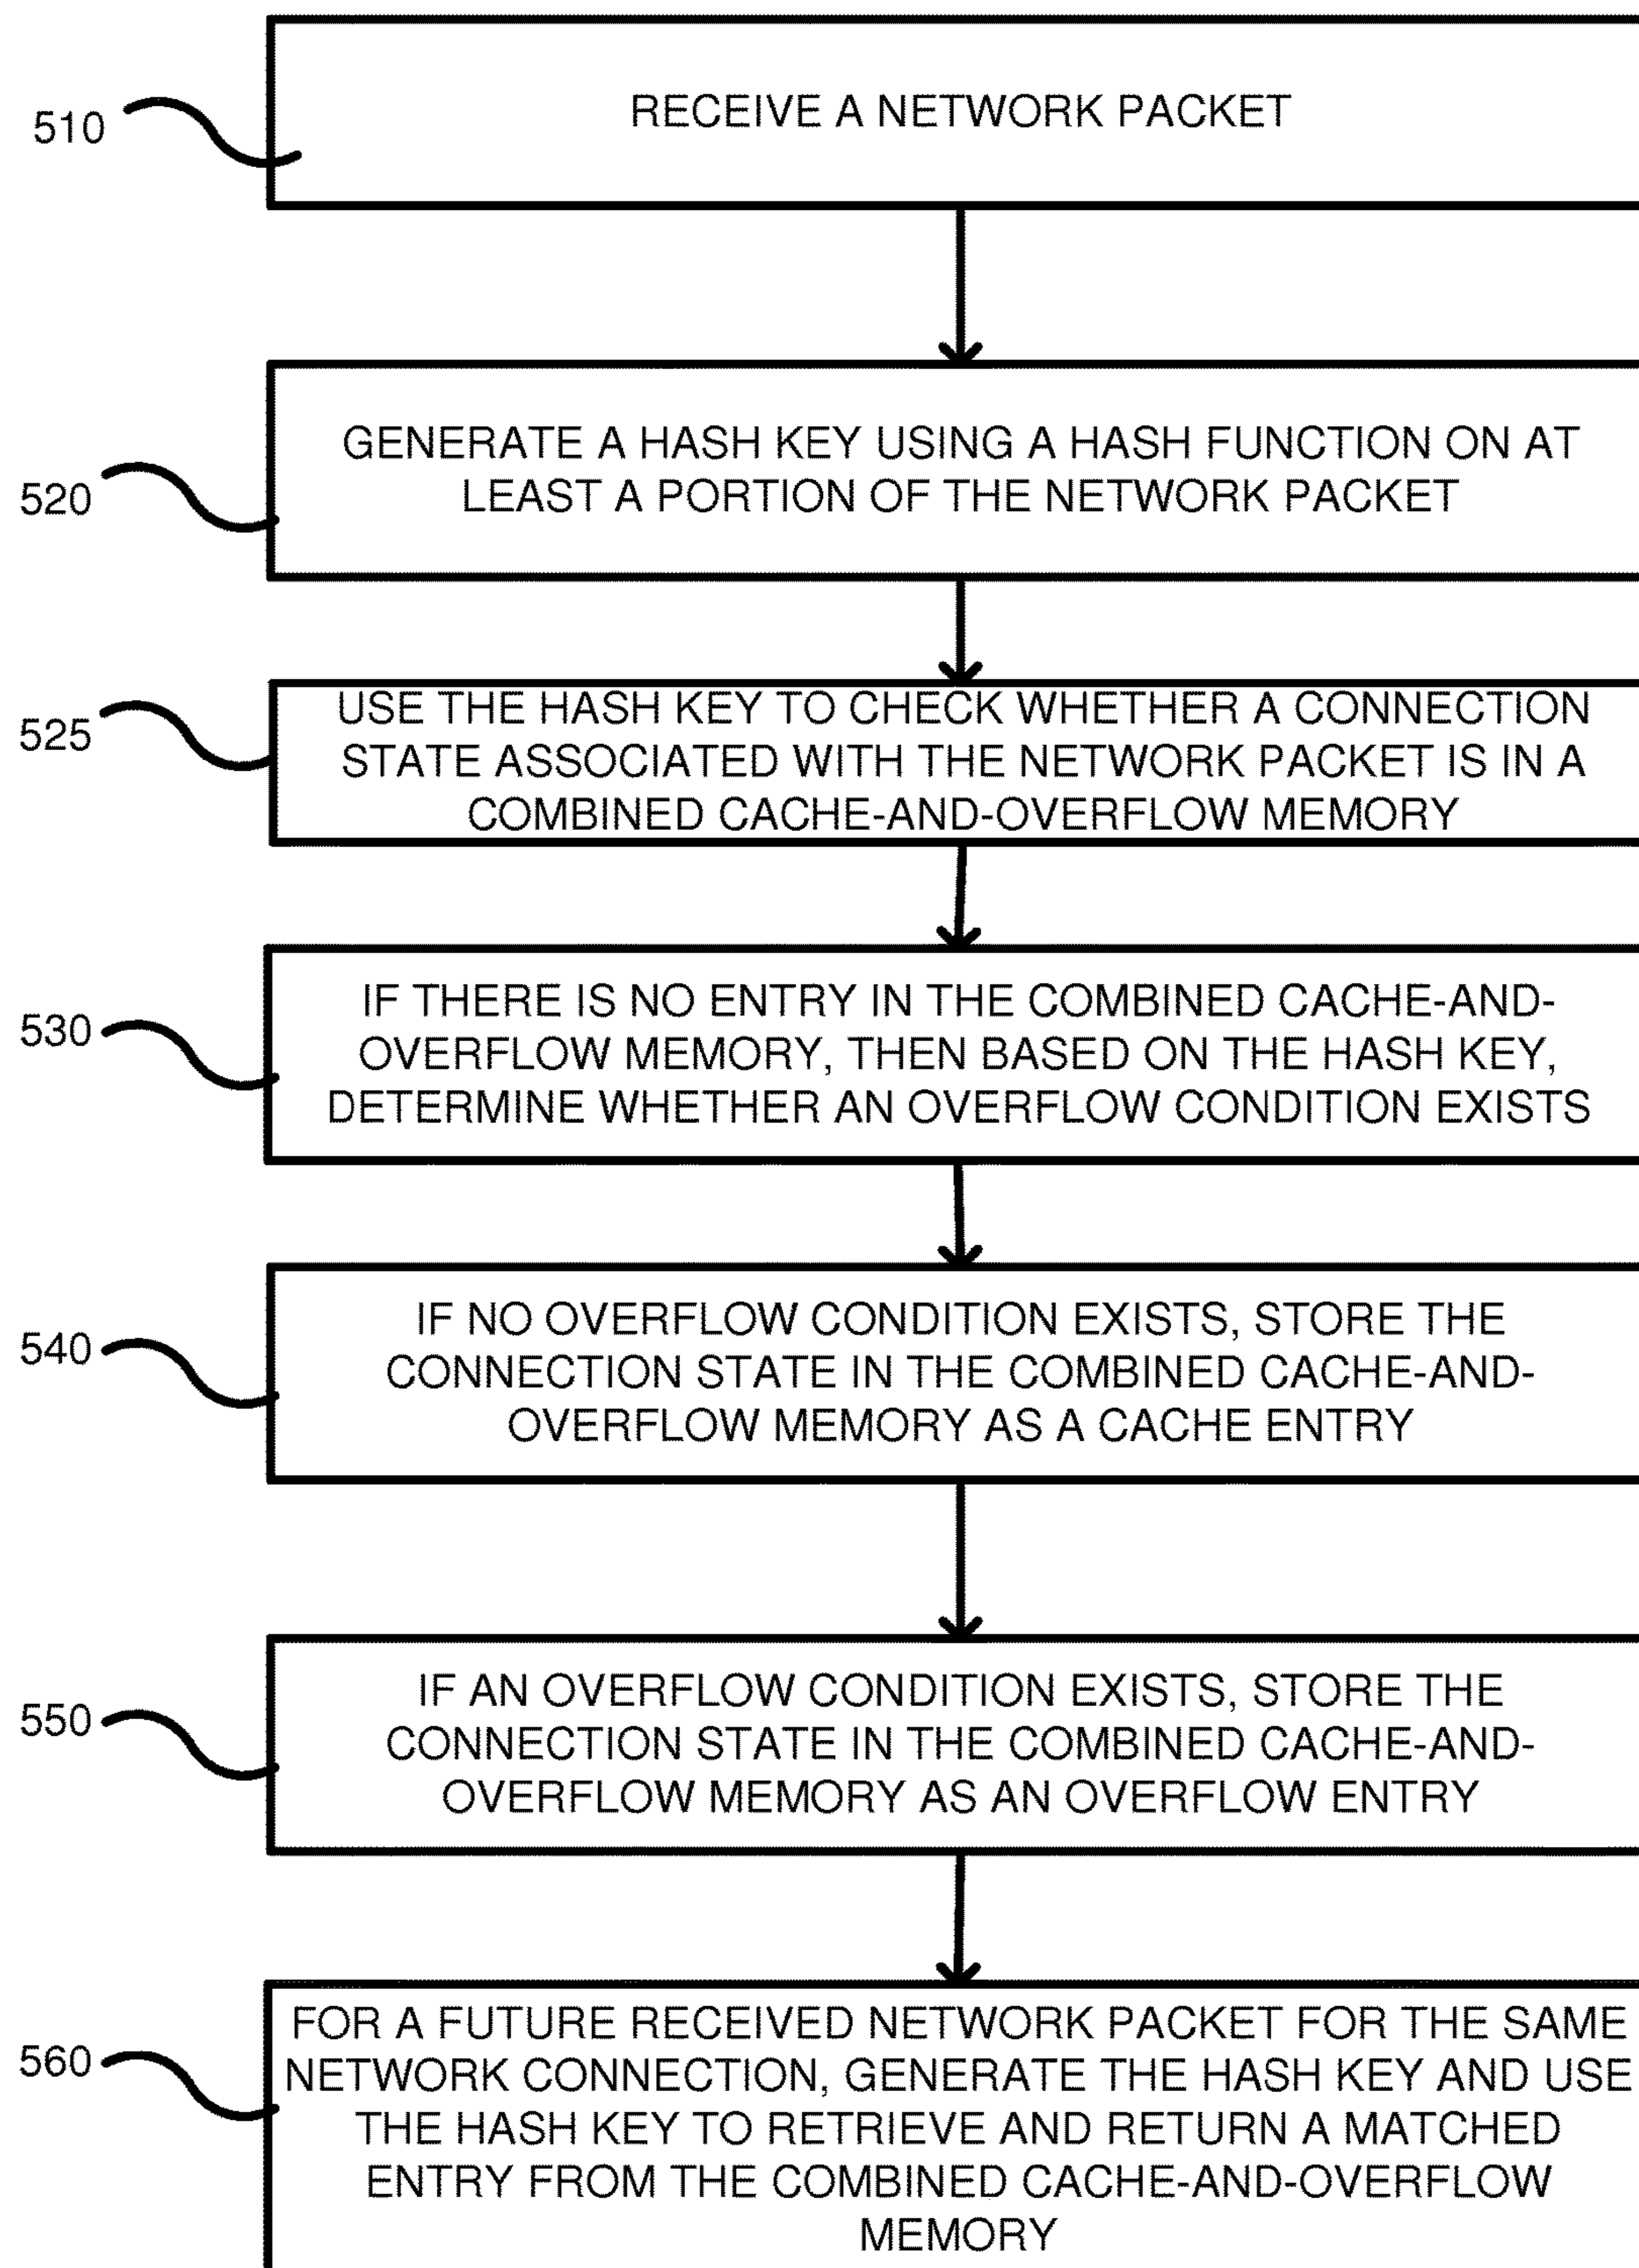 510
RECEIVE A NETWORK PACKET
520
GENERATE A HASH KEY USING A HASH FUNCTION ON AT
LEAST A PORTION OF THE NETWORK PACKET
525
USE THE HASH KEY TO CHECK WHETHER A CONNECTION
STATE ASSOCIATED WITH THE NETWORK PACKET IS IN A
COMBINED CACHE-AND-OVERFLOW MEMORY
530
IF THERE IS NO ENTRY IN THE COMBINED CACHE-AND-
OVERFLOW MEMORY, THEN BASED ON THE HASH KEY,
DETERMINE WHETHER AN OVERFLOW CONDITION EXISTS
540
IF NO OVERFLOW CONDITION EXISTS, STORE THE
CONNECTION STATE IN THE COMBINED CACHE-AND-
OVERFLOW MEMORY AS A CACHE ENTRY
550
IF AN OVERFLOW CONDITION EXISTS, STORE THE
CONNECTION STATE IN THE COMBINED CACHE-AND-
OVERFLOW MEMORY AS AN OVERFLOW ENTRY
560
FOR A FUTURE RECEIVED NETWORK PACKET FOR THE SAME
NETWORK CONNECTION, GENERATE THE HASH KEY AND USE
THE HASH KEY TO RETRIEVE AND RETURN A MATCHED
ENTRY FROM THE COMBINED CACHE-AND-OVERFLOW
MEMORY